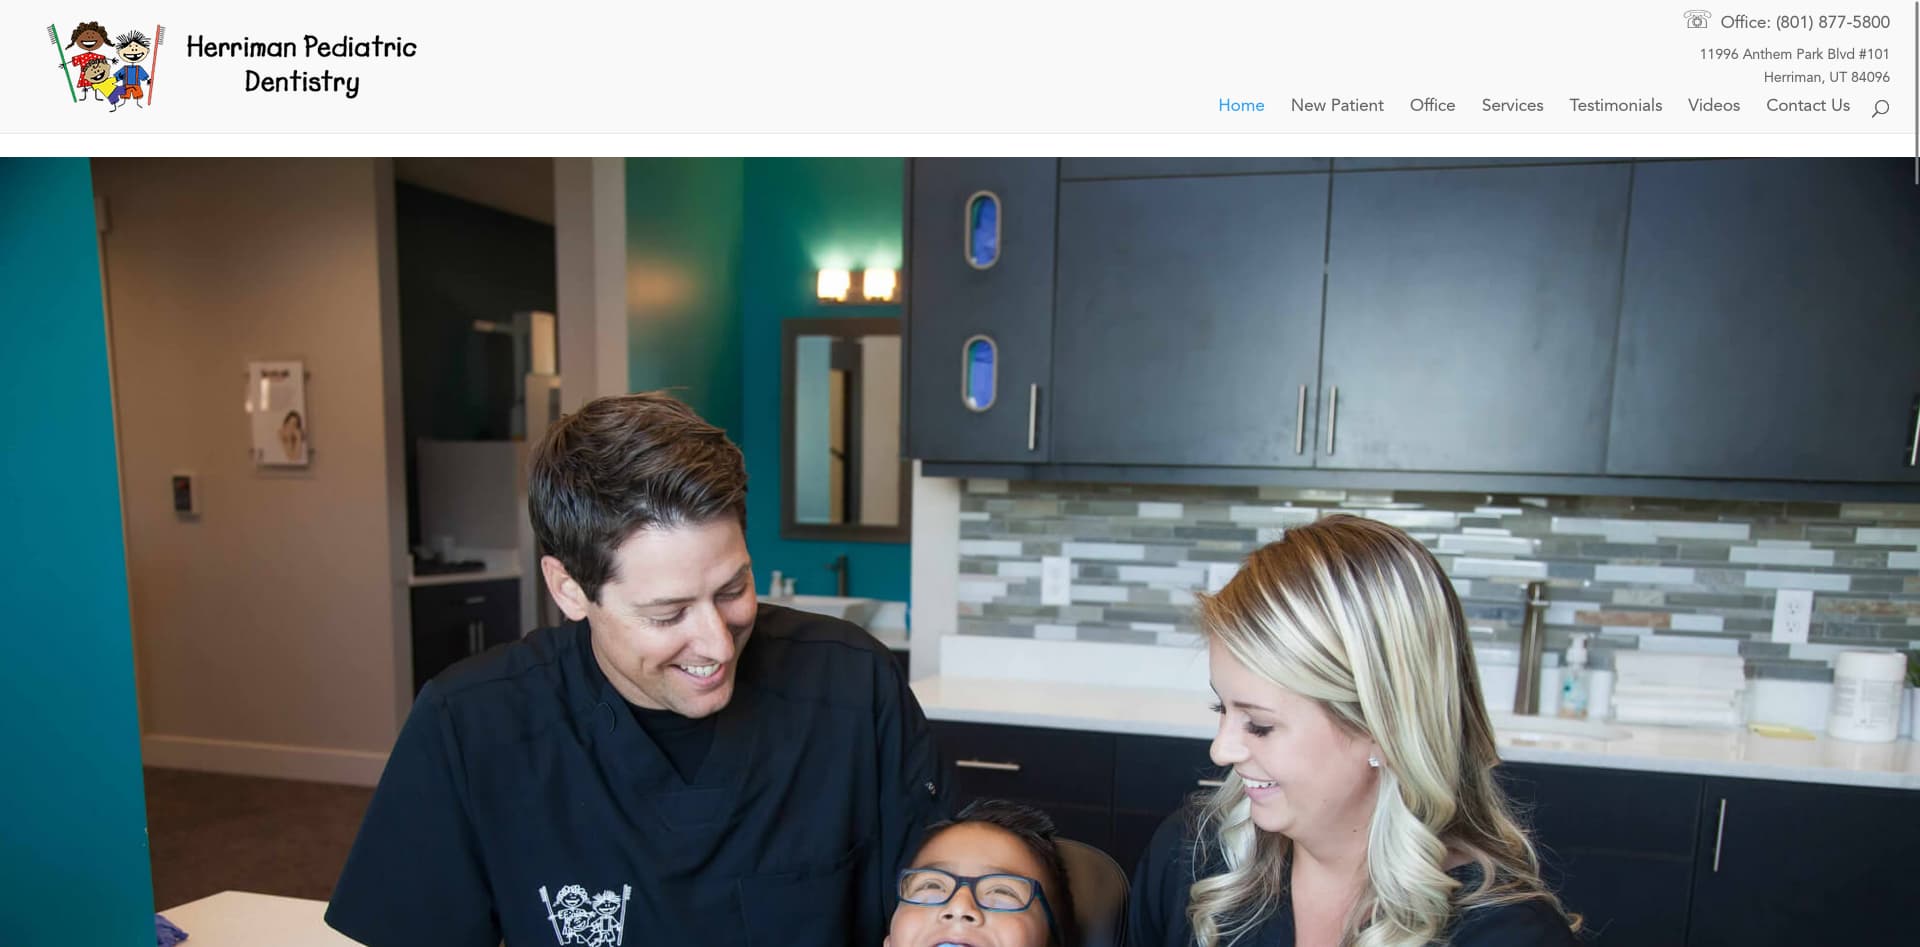 Herriman Pediatric
Dentistry
Office: (801) 877-5800
11996 Anthem Park Blvd #101
Herriman, UT 84096
Home New Patient Office Services Testimonials Videos Contact Us